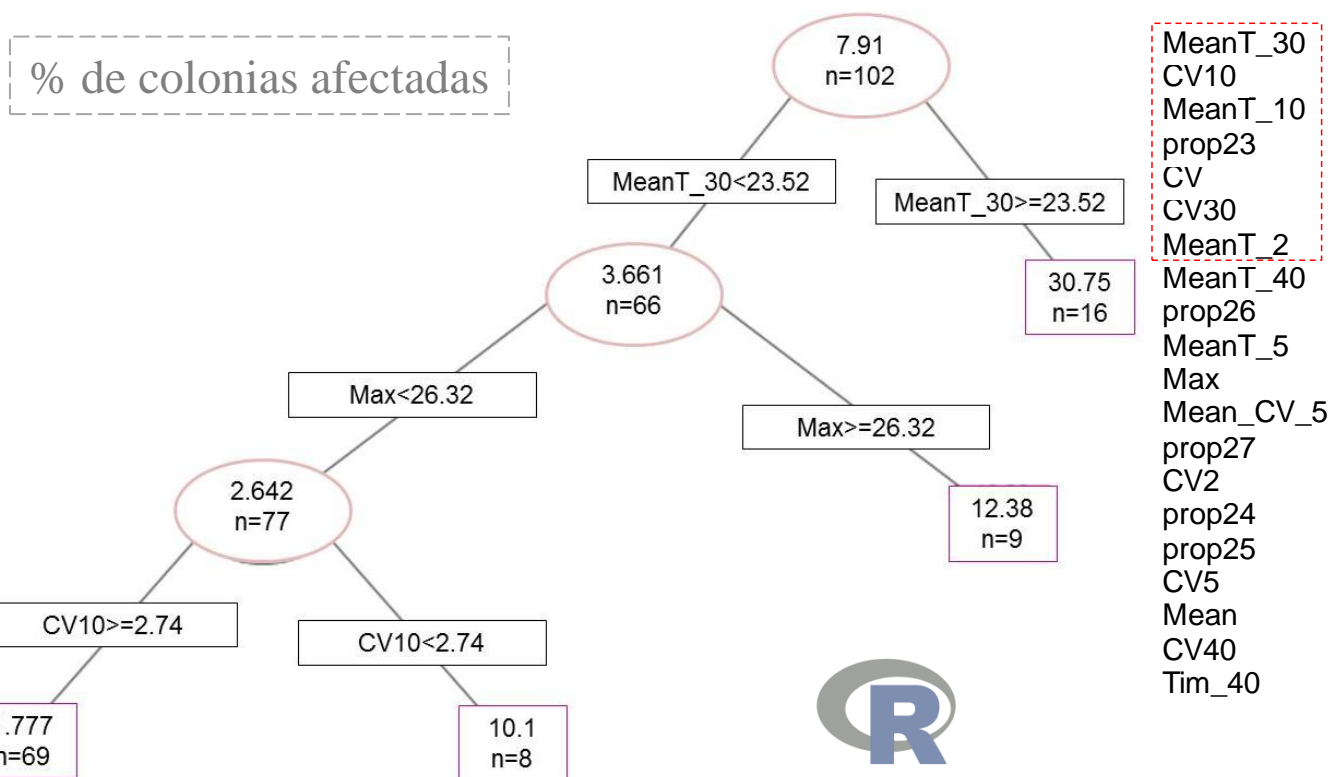 % de colonias afectadas
7.91
n=102
MeanT_30<23.52
MeanT_30>=23.52
3.661
n=66
30.75
n=16
Max<26.32
Max>=26.32
2.642
n=77
12.38
n=9
CV10>=2.74
CV10<2.74
.777
n=69
10.1
n=8
MeanT_30
CV10
MeanT_10
prop23
CV
CV30
MeanT_2
MeanT_40
prop26
MeanT_5
Max
Mean_CV_5
prop27
CV2
prop24
prop25
CV5
Mean
CV40
Tim_40
R